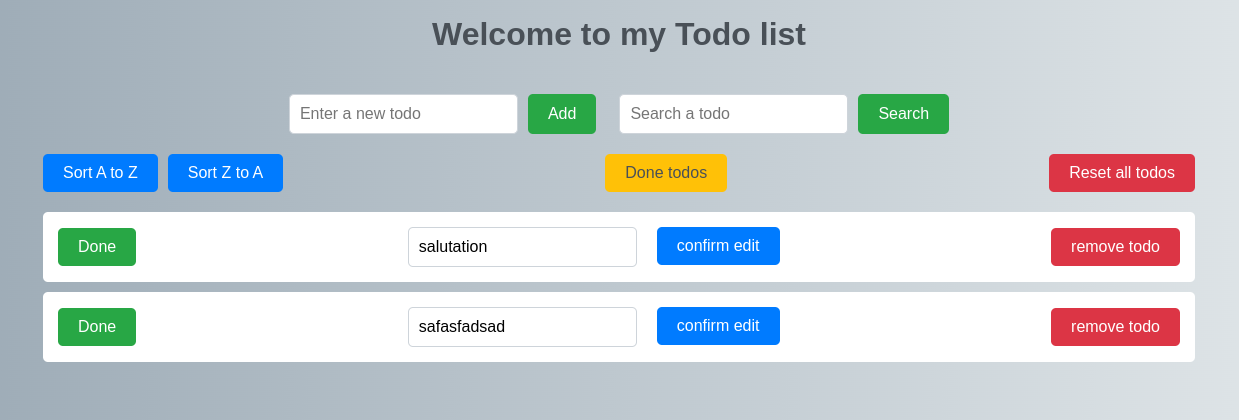 Welcome to my Todo list
Enter a new todo Add Search a todo Search
Sort A to Z Sort Z to A Done todos Reset all todos
Done salutation confirm edit remove todo
Done safasfadsad confirm edit remove todo